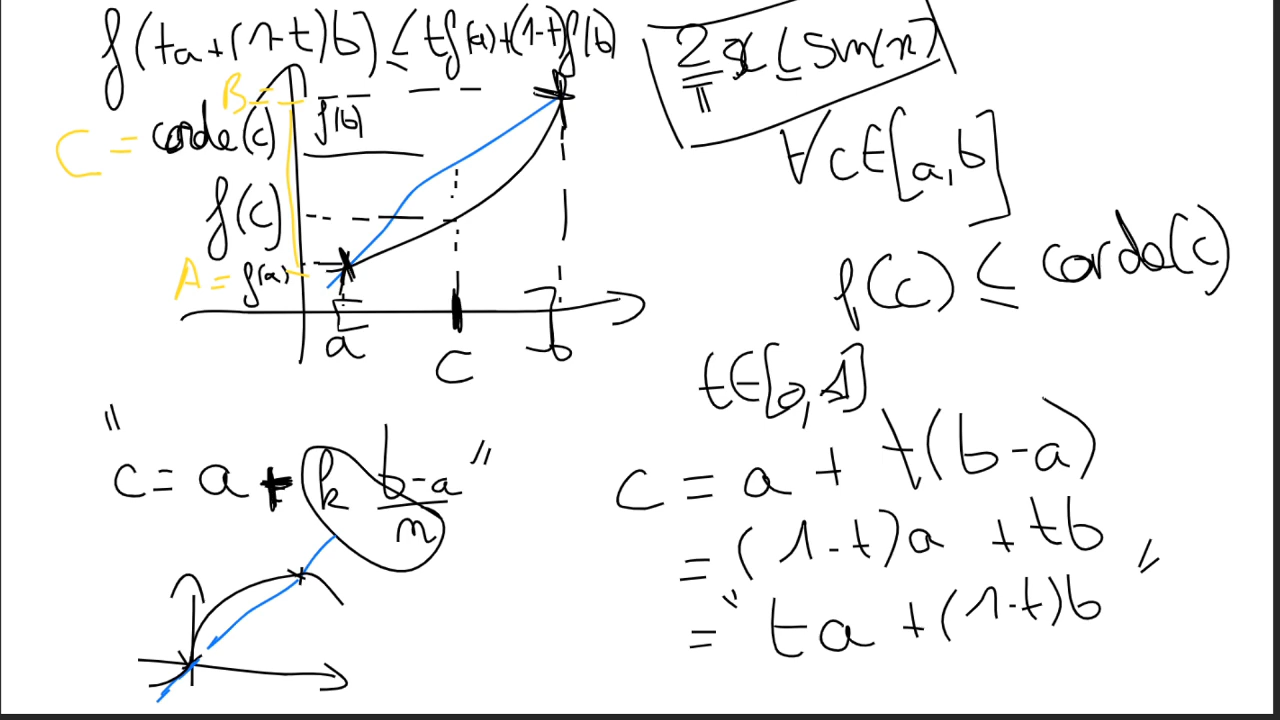 f(ta+(1-t)b) ≤ tf(a)+(1-t)f(b)
2/π x ≤ sin(x)
B
C = corde(c)
f(b)
∀c∈[a,b]
f(c)
A = f(a)
f(c) ≤ corde(c)
a
c
b
t∈[0,1]
" c = a + k (b-a)/n "
c = a + t(b-a)
= (1-t)a + tb
= " ta + (1-t)b "